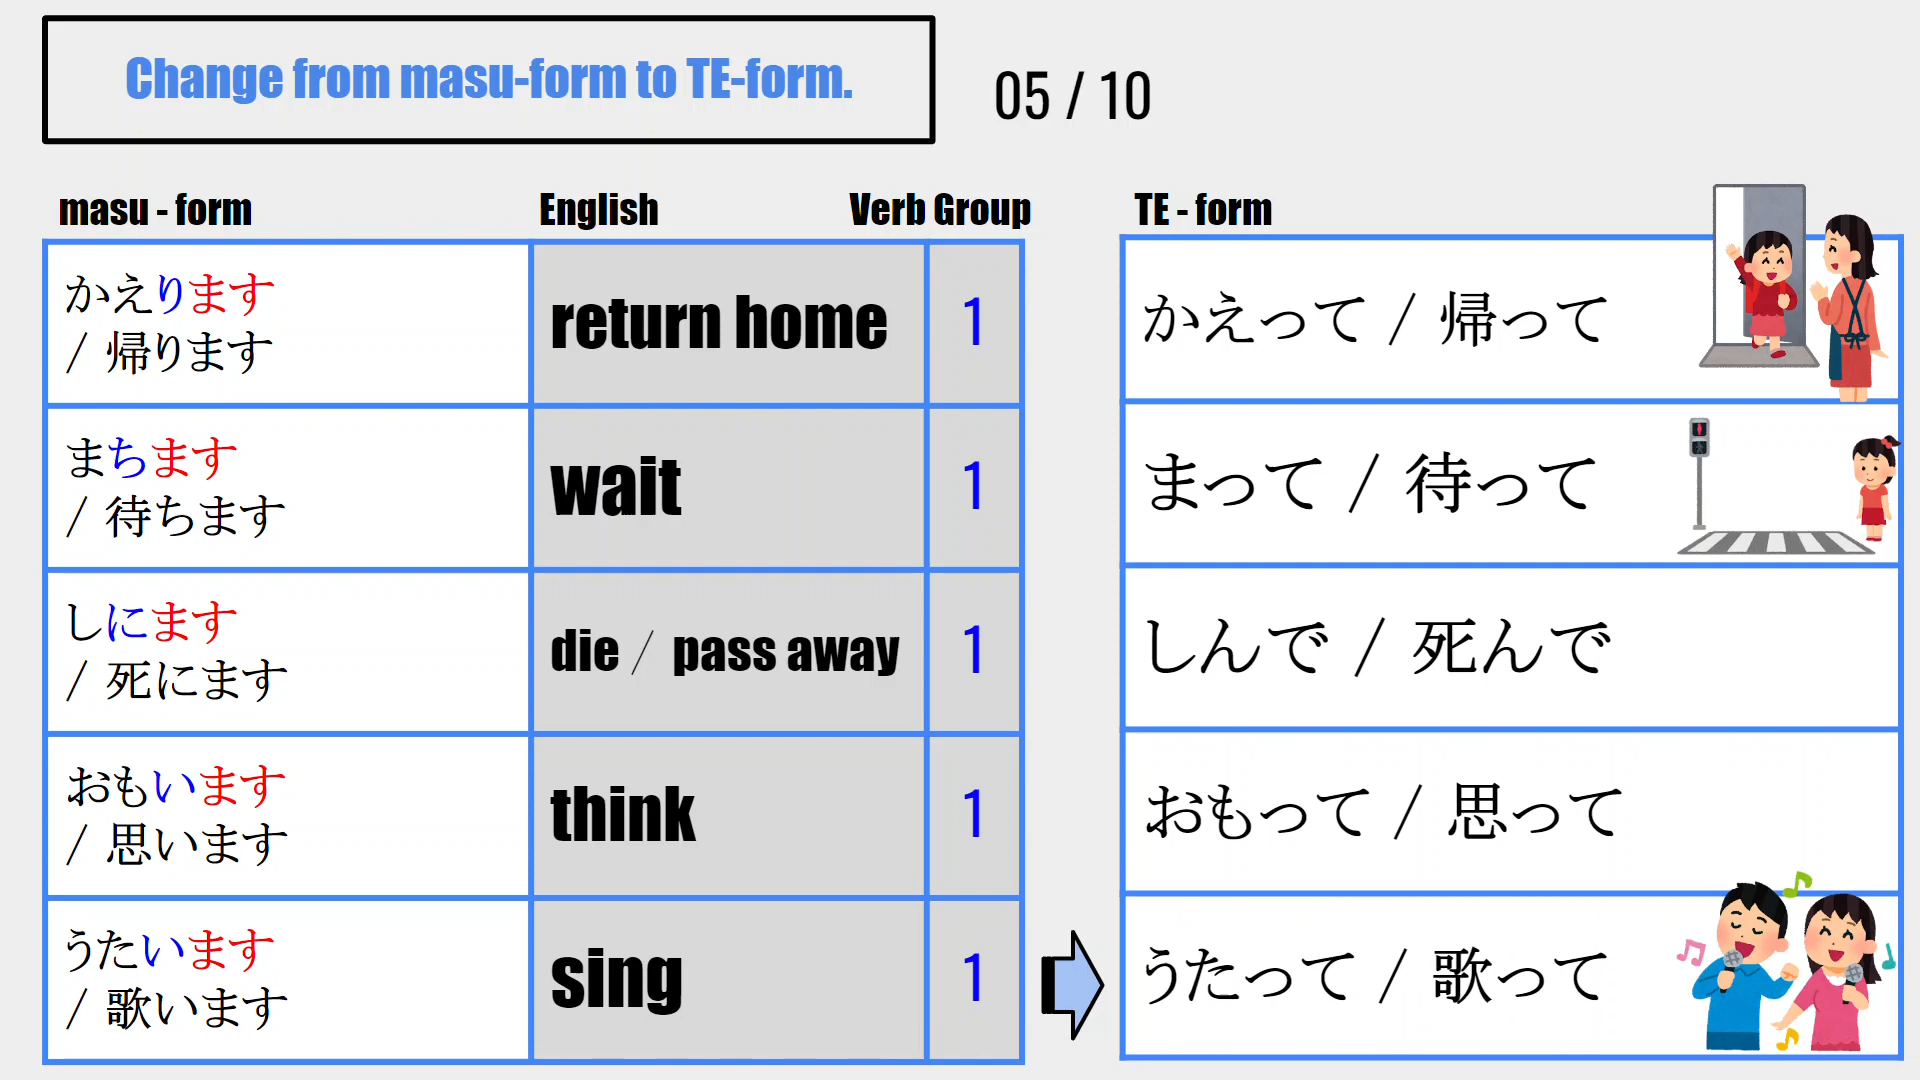 Change from masu-form to TE-form.
05 / 10
masu - form
English
Verb Group
TE - form
かえります
/ 帰ります
return home
1
かえって / 帰って
まちます
/ 待ちます
wait
1
まって / 待って
しにます
/ 死にます
die / pass away
1
しんで / 死んで
おもいます
/ 思います
think
1
おもって / 思って
うたいます
/ 歌います
sing
1
うたって / 歌って